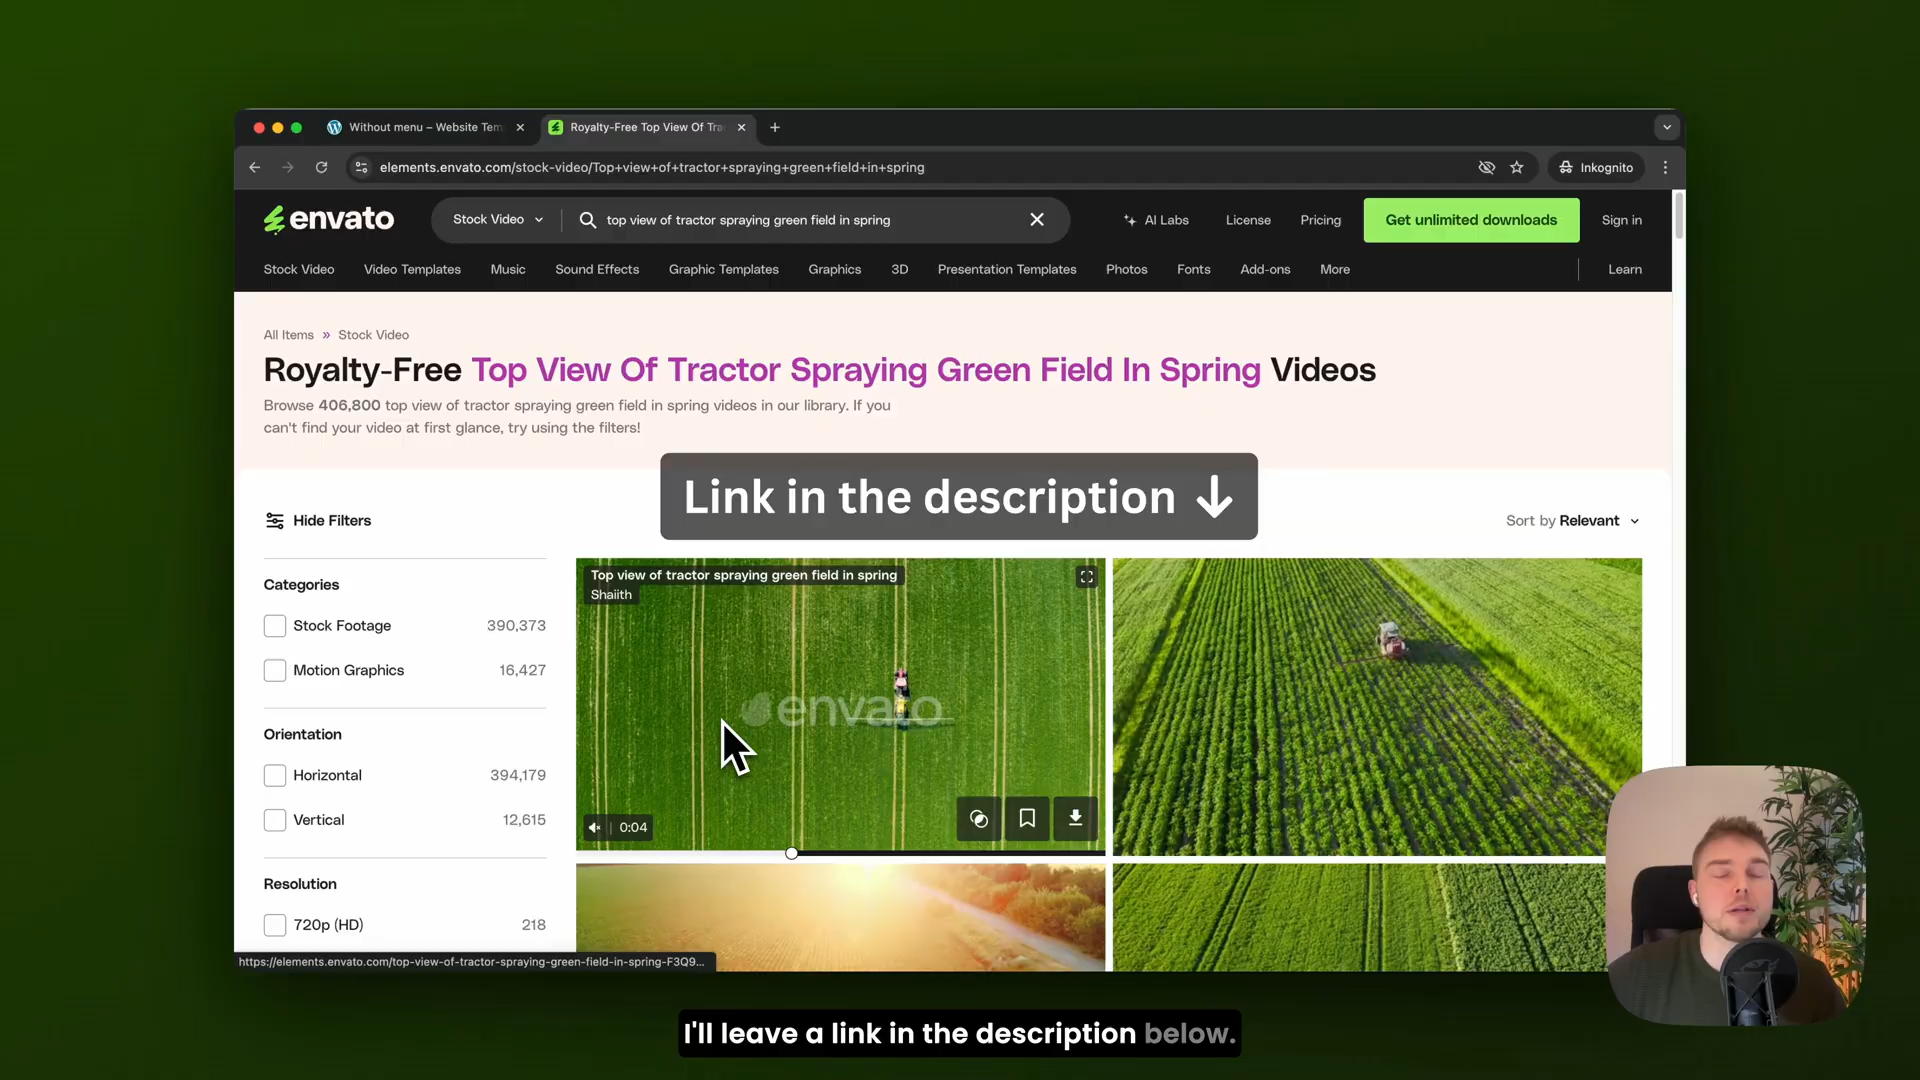 Without menu – Website Tem
Royalty-Free Top View Of Tra
elements.envato.com/stock-video/Top+view+of+tractor+spraying+green+field+in+spring
Inkognito
envato
Stock Video
top view of tractor spraying green field in spring
AI Labs
License
Pricing
Get unlimited downloads
Sign in
Stock Video
Video Templates
Music
Sound Effects
Graphic Templates
Graphics
3D
Presentation Templates
Photos
Fonts
Add-ons
More
Learn
All Items » Stock Video
Royalty-Free Top View Of Tractor Spraying Green Field In Spring Videos
Browse 406,800 top view of tractor spraying green field in spring videos in our library. If you
can't find your video at first glance, try using the filters!
Link in the description ↓
Hide Filters
Sort by Relevant
Categories
Stock Footage 390,373
Motion Graphics 16,427
Orientation
Horizontal 394,179
Vertical 12,615
Resolution
720p (HD) 218
Top view of tractor spraying green field in spring
Shaiith
envato
0:04
https://elements.envato.com/top-view-of-tractor-spraying-green-field-in-spring-F3Q9...
I'll leave a link in the description below.